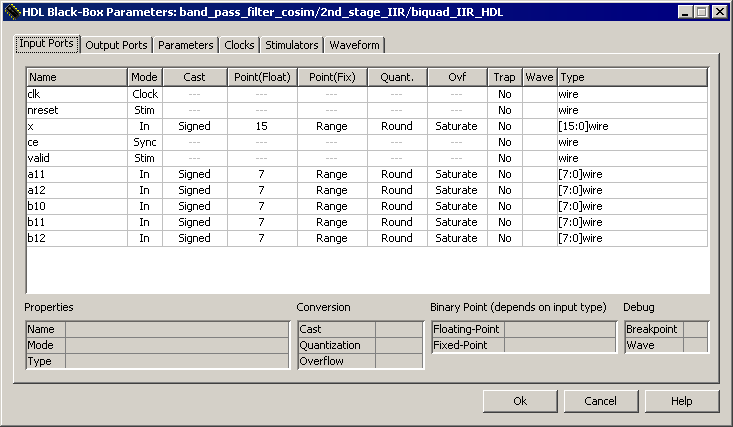 HDL Black-Box Parameters: band_pass_filter_cosim/2nd_stage_IIR/biquad_IIR_HDL
Input Ports Output Ports Parameters Clocks Stimulators Waveform
Name Mode Cast Point(Float) Point(Fix) Quant. Ovf Trap Wave Type
clk Clock --- --- --- --- --- No wire
nreset Stim --- --- --- --- --- No wire
x In Signed 15 Range Round Saturate No [15:0]wire
ce Sync --- --- --- --- --- No wire
valid Stim --- --- --- --- --- No wire
a11 In Signed 7 Range Round Saturate No [7:0]wire
a12 In Signed 7 Range Round Saturate No [7:0]wire
b10 In Signed 7 Range Round Saturate No [7:0]wire
b11 In Signed 7 Range Round Saturate No [7:0]wire
b12 In Signed 7 Range Round Saturate No [7:0]wire
Properties Conversion Binary Point (depends on input type) Debug
Name Cast Floating-Point Breakpoint
Mode Quantization Fixed-Point Wave
Type Overflow
Ok Cancel Help